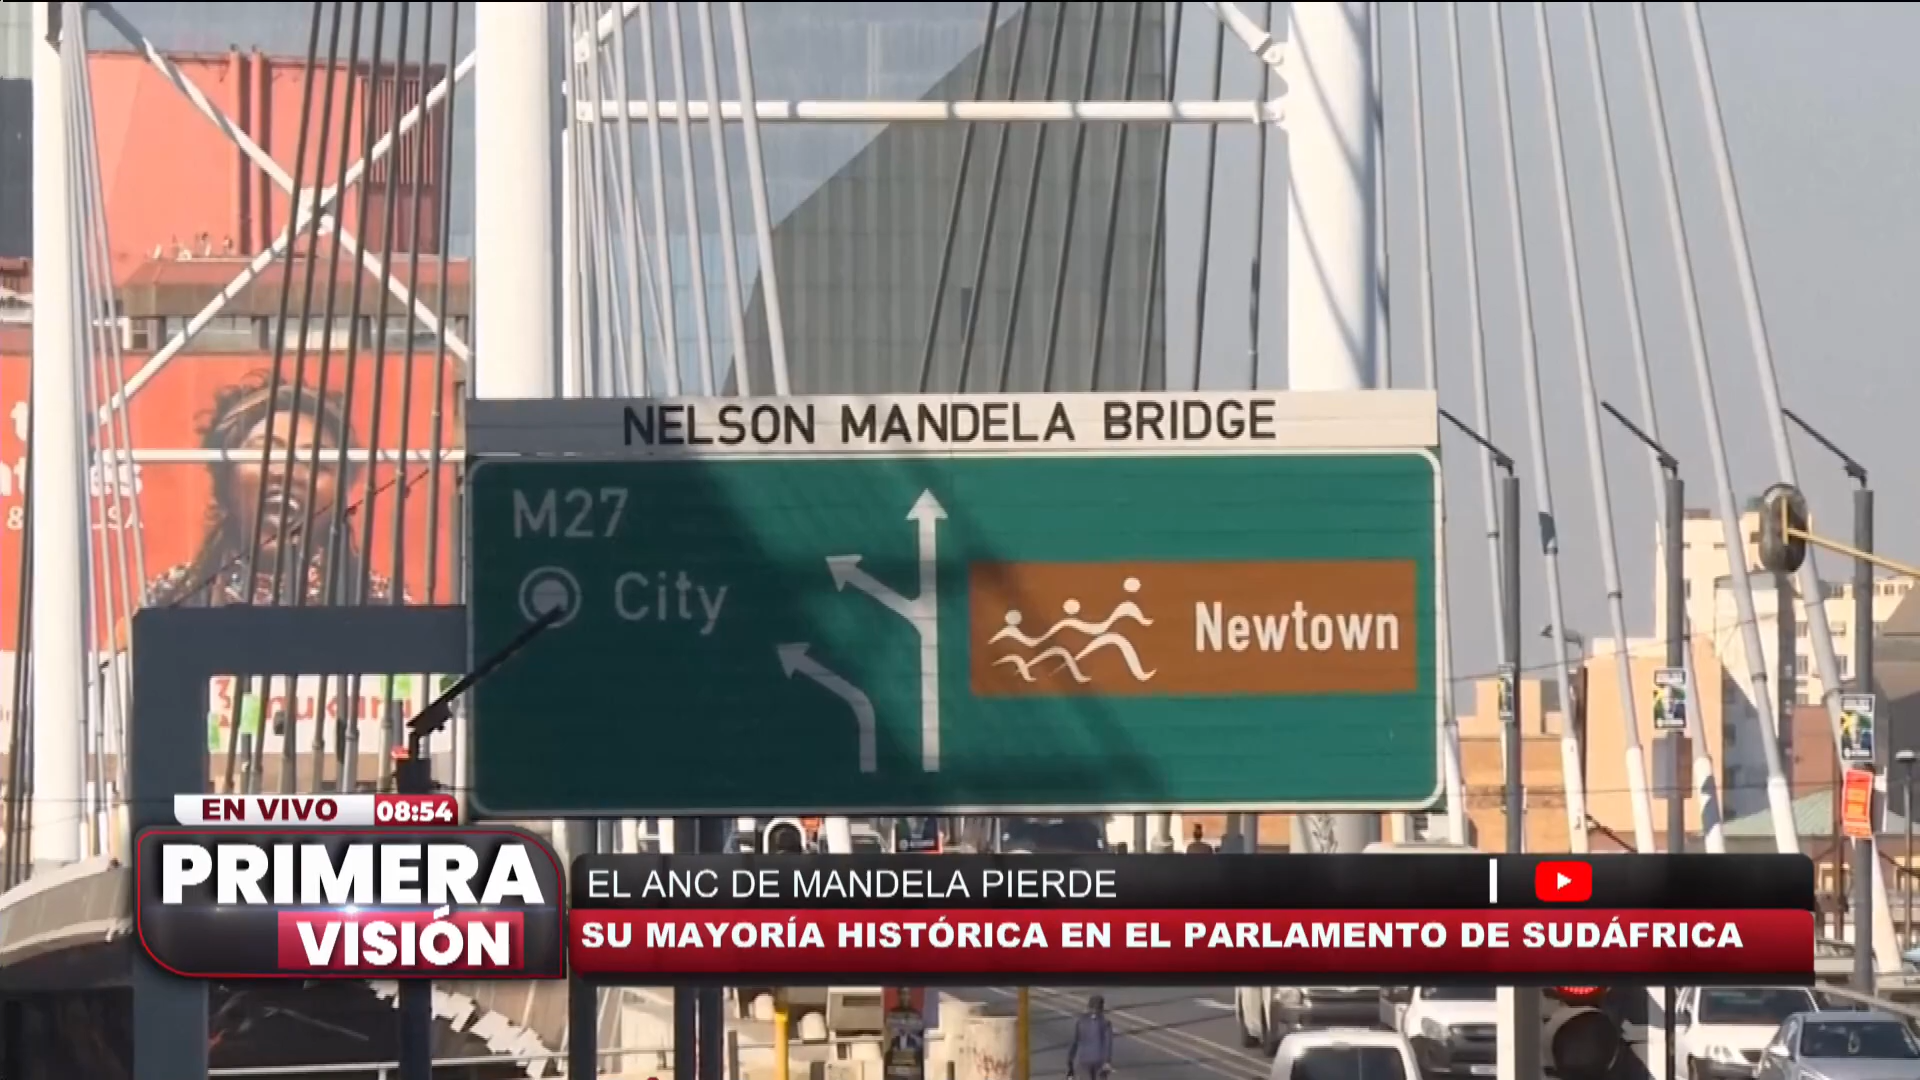 NELSON MANDELA BRIDGE
M27
City
Newtown
EN VIVO 08:54
PRIMERA
VISIÓN
EL ANC DE MANDELA PIERDE
SU MAYORÍA HISTÓRICA EN EL PARLAMENTO DE SUDÁFRICA